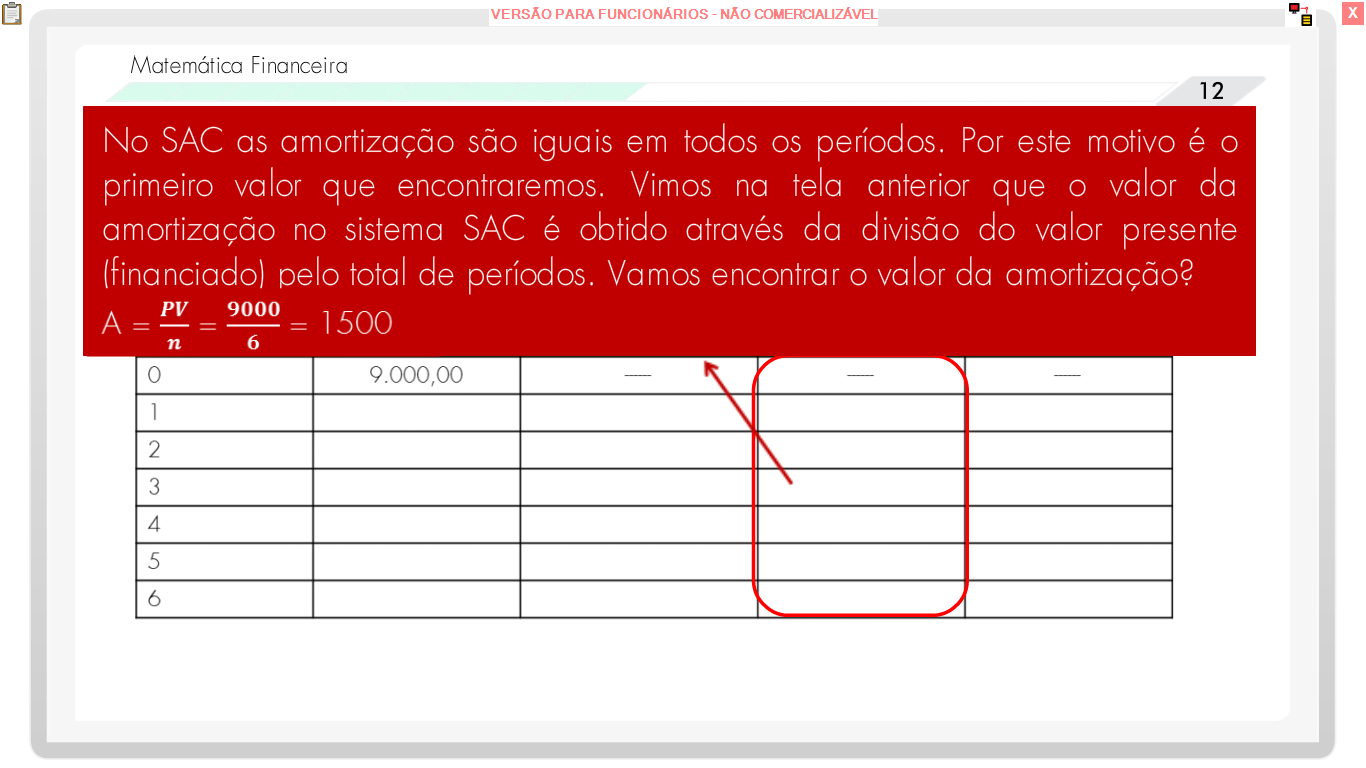 VERSÃO PARA FUNCIONÁRIOS - NÃO COMERCIALIZÁVEL
X
Matemática Financeira
12
No SAC as amortização são iguais em todos os períodos. Por este motivo é o
primeiro valor que encontraremos. Vimos na tela anterior que o valor da
amortização no sistema SAC é obtido através da divisão do valor presente
(financiado) pelo total de períodos. Vamos encontrar o valor da amortização?
A = PV/n = 9000/6 = 1500
0 9.000,00 ------ ------ ------
1
2
3
4
5
6